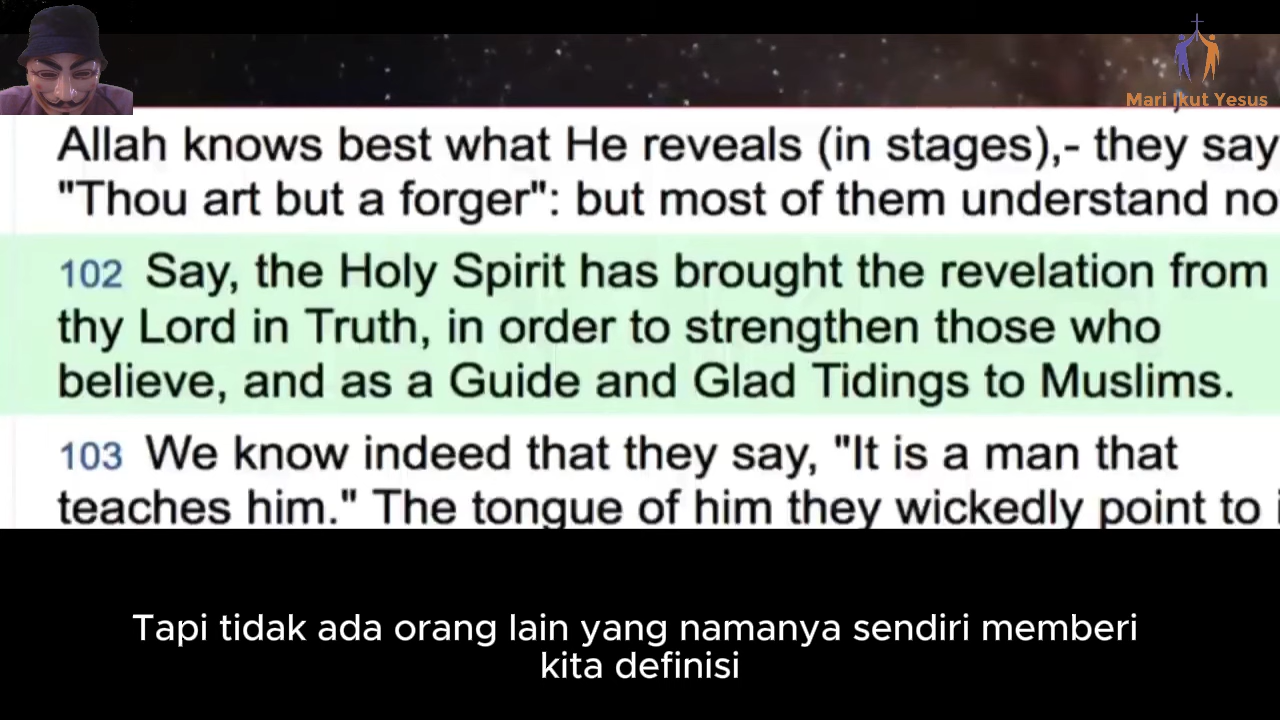 Mari Ikut Yesus
Allah knows best what He reveals (in stages),- they say
"Thou art but a forger": but most of them understand no
102 Say, the Holy Spirit has brought the revelation from
thy Lord in Truth, in order to strengthen those who
believe, and as a Guide and Glad Tidings to Muslims.
103 We know indeed that they say, "It is a man that
teaches him." The tongue of him they wickedly point to i
Tapi tidak ada orang lain yang namanya sendiri memberi
kita definisi